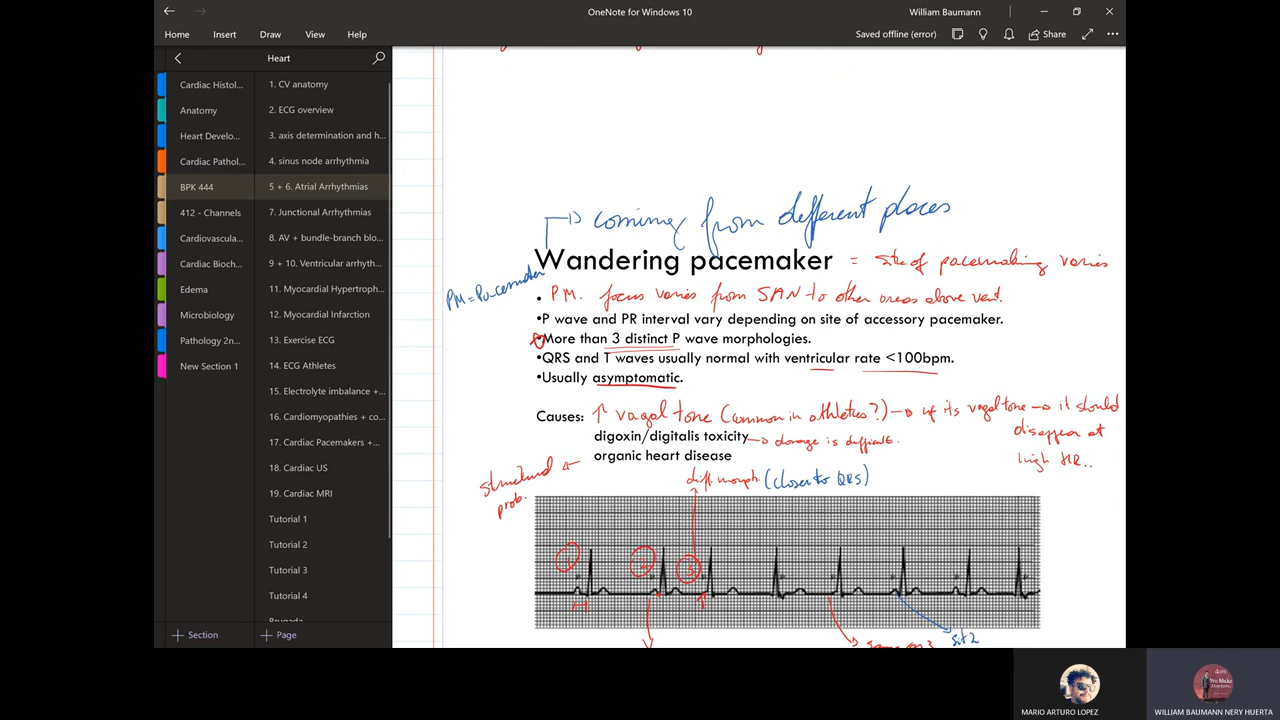 OneNote for Windows 10
William Baumann
Home Insert Draw View Help
Saved offline (error)
Share
Heart
Cardiac Histol...
Anatomy
Heart Develo...
Cardiac Pathol...
BPK 444
412 - Channels
Cardiovascula...
Cardiac Bioch...
Edema
Microbiology
Pathology 2n...
New Section 1
1. CV anatomy
2. ECG overview
3. axis determination and h...
4. sinus node arrhythmia
5 + 6. Atrial Arrhythmias
7. Junctional Arrhythmias
8. AV + bundle-branch blo...
9 + 10. Ventricular arryth...
11. Myocardial Hypertroph...
12. Myocardial Infarction
13. Exercise ECG
14. ECG Athletes
15. Electrolyte imbalance +...
16. Cardiomyopathies + co...
17. Cardiac Pacemakers +...
18. Cardiac US
19. Cardiac MRI
Tutorial 1
Tutorial 2
Tutorial 3
Tutorial 4
Brugada
Section
Page
coming from different places
Wandering pacemaker = site of pacemaking varies
PM = Pacemaker
• PM. focus varies from SAN to other areas above vent.
•P wave and PR interval vary depending on site of accessory pacemaker.
•More than 3 distinct P wave morphologies.
•QRS and T waves usually normal with ventricular rate <100bpm.
•Usually asymptomatic.
Causes: ↑ vagal tone (common in athletes?) → if its vagal tone → it should
disappear at
high HR..
digoxin/digitalis toxicity → damage is difficult.
organic heart disease
structural
prob.
diff. morph. (closer to QRS)
1 2 3
site 2
MARIO ARTURO LOPEZ
WILLIAM BAUMANN NERY HUERTA